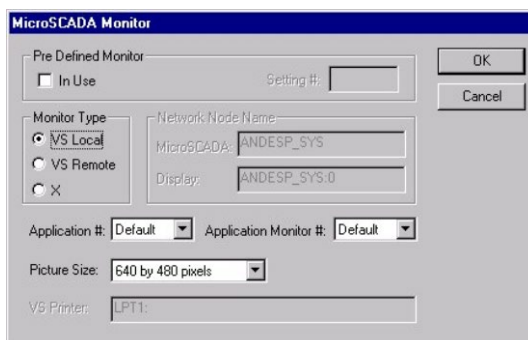 MicroSCADA Monitor
Pre Defined Monitor
In Use
Setting #:
OK
Cancel
Monitor Type
VS Local
VS Remote
X
Network Node Name
MicroSCADA: ANDESP_SYS
Display: ANDESP_SYS:0
Application #: Default Application Monitor #: Default
Picture Size: 640 by 480 pixels
VS Printer: LPT1: